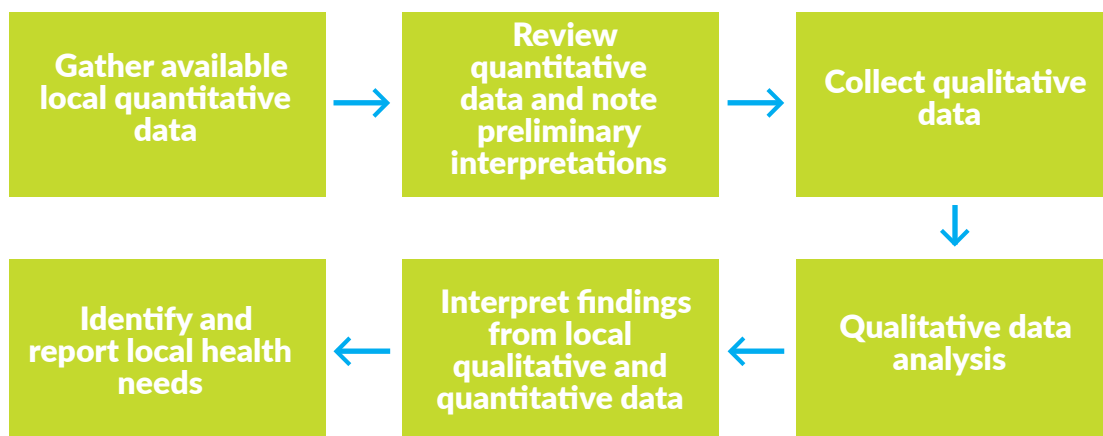 Gather available
local quantitative
data
Review
quantitative
data and note
preliminary
interpretations
Collect qualitative
data
Qualitative data
analysis
Interpret findings
from local
qualitative and
quantitative data
Identify and
report local health
needs